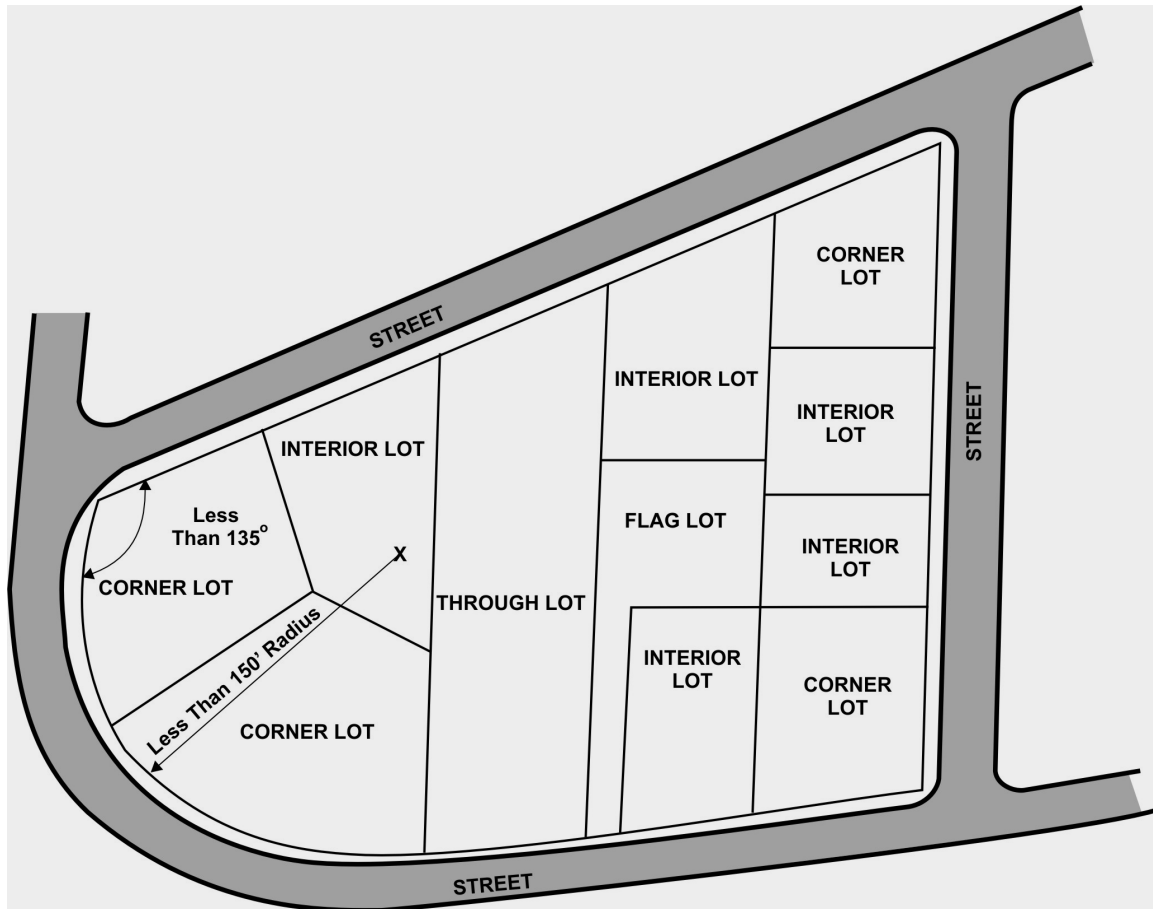 CORNER
LOT
STREET
INTERIOR LOT
INTERIOR
LOT
STREET
INTERIOR LOT
Less
Than 135°
FLAG LOT
X
INTERIOR
LOT
CORNER LOT
THROUGH LOT
Less Than 150' Radius
INTERIOR
LOT
CORNER
LOT
CORNER LOT
STREET